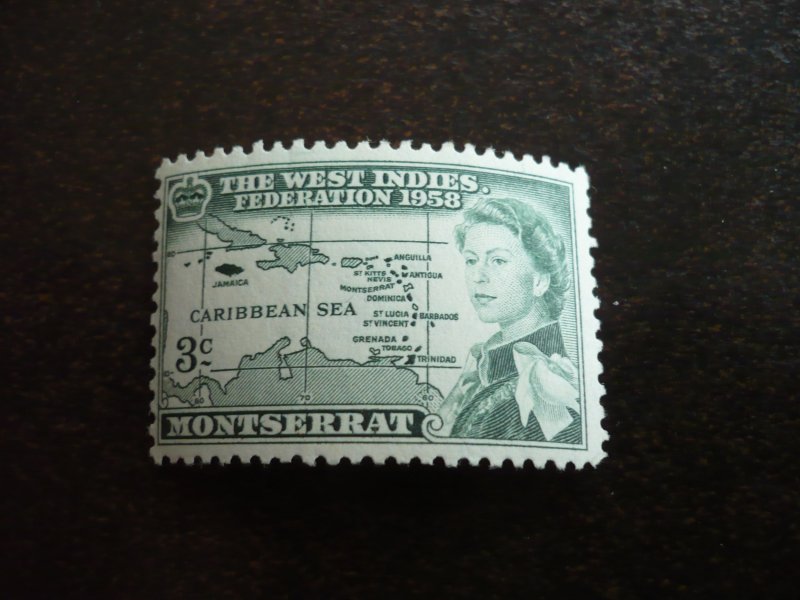 THE WEST INDIES.
FEDERATION 1958
ANGUILLA
ST KITTS
NEVIS
ANTIGUA
MONTSERRAT
JAMAICA
DOMINICA
CARIBBEAN SEA
ST LUCIA
BARBADOS
ST VINCENT
GRENADA
3c
TOBAGO
TRINIDAD
80
70
60
MONTSERRAT